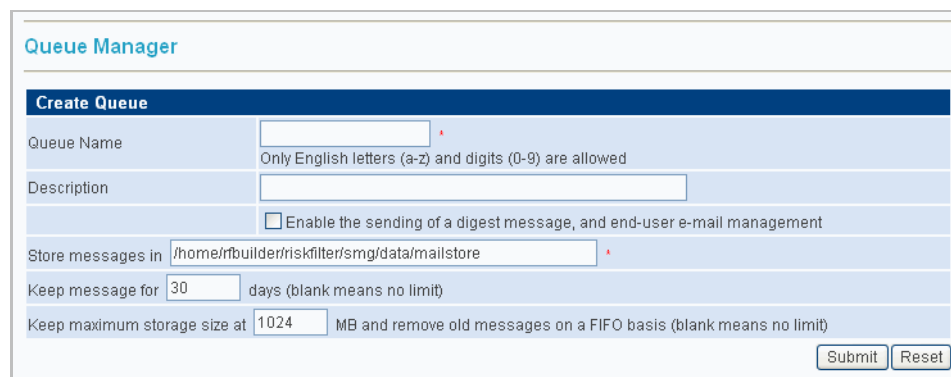 Queue Manager
Create Queue
Queue Name *
Only English letters (a-z) and digits (0-9) are allowed
Description
Enable the sending of a digest message, and end-user e-mail management
Store messages in /home/rfbuilder/riskfilter/smg/data/mailstore *
Keep message for 30 days (blank means no limit)
Keep maximum storage size at 1024 MB and remove old messages on a FIFO basis (blank means no limit)
Submit Reset